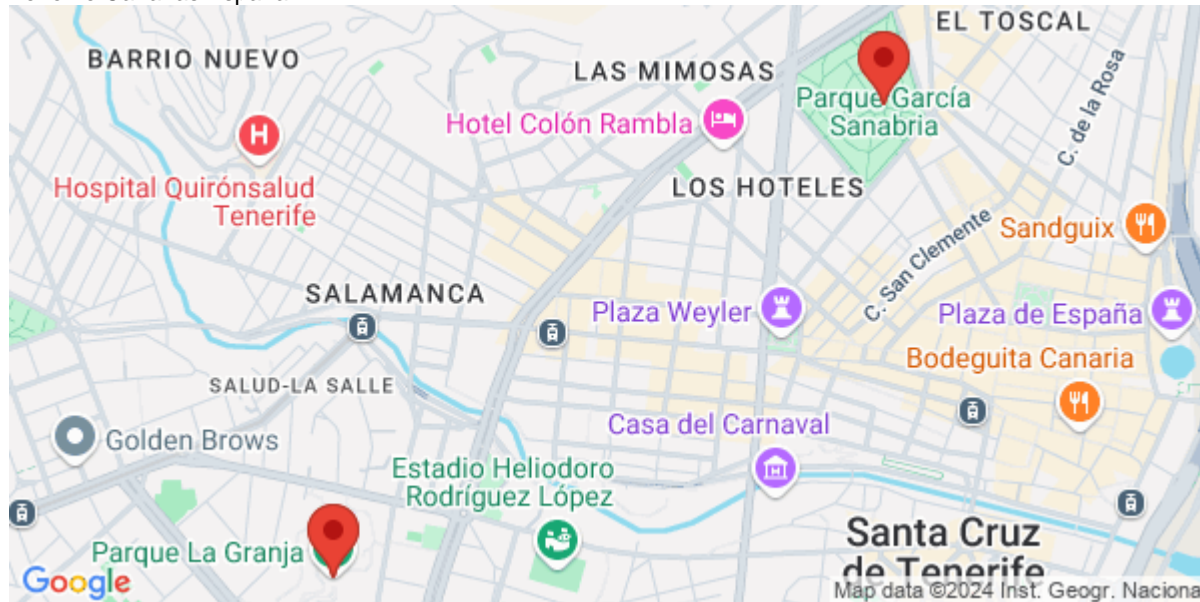 EL TOSCAL
BARRIO NUEVO
LAS MIMOSAS
Parque García
Sanabria
Hotel Colón Rambla
C. de la Rosa
H
Hospital Quirónsalud
Tenerife
LOS HOTELES
Sandguix
C. San Clemente
SALAMANCA
Plaza Weyler
Plaza de España
Bodeguita Canaria
SALUD-LA SALLE
Golden Brows
Casa del Carnaval
Estadio Heliodoro
Rodríguez López
Parque La Granja
Santa Cruz
de Tenerife
Google
Map data ©2024 Inst. Geogr. Naciona